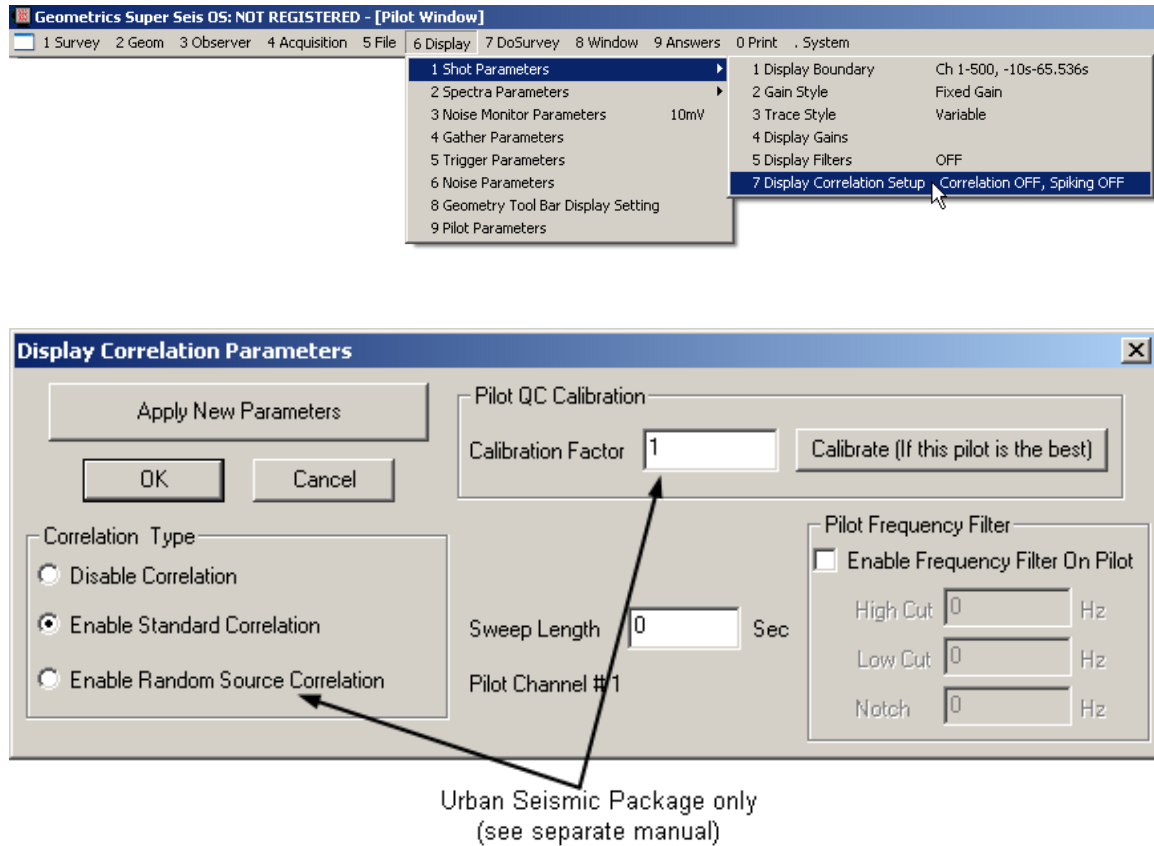 Geometrics Super Seis OS: NOT REGISTERED - [Pilot Window]
1 Survey 2 Geom 3 Observer 4 Acquisition 5 File 6 Display 7 DoSurvey 8 Window 9 Answers 0 Print . System
1 Shot Parameters
2 Spectra Parameters
3 Noise Monitor Parameters 10mV
4 Gather Parameters
5 Trigger Parameters
6 Noise Parameters
8 Geometry Tool Bar Display Setting
9 Pilot Parameters
1 Display Boundary Ch 1-500, -10s-65.536s
2 Gain Style Fixed Gain
3 Trace Style Variable
4 Display Gains
5 Display Filters OFF
7 Display Correlation Setup Correlation OFF, Spiking OFF
Display Correlation Parameters
Apply New Parameters
OK Cancel
Pilot QC Calibration
Calibration Factor 1 Calibrate (If this pilot is the best)
Correlation Type
Disable Correlation
Enable Standard Correlation
Enable Random Source Correlation
Sweep Length 0 Sec
Pilot Channel # 1
Pilot Frequency Filter
Enable Frequency Filter On Pilot
High Cut 0 Hz
Low Cut 0 Hz
Notch 0 Hz
Urban Seismic Package only
(see separate manual)